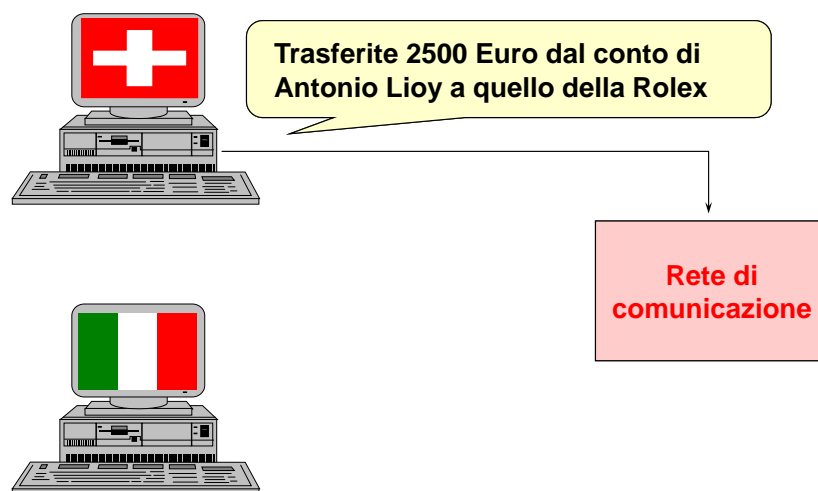 Trasferite 2500 Euro dal conto di
Antonio Lioy a quello della Rolex
Rete di
comunicazione